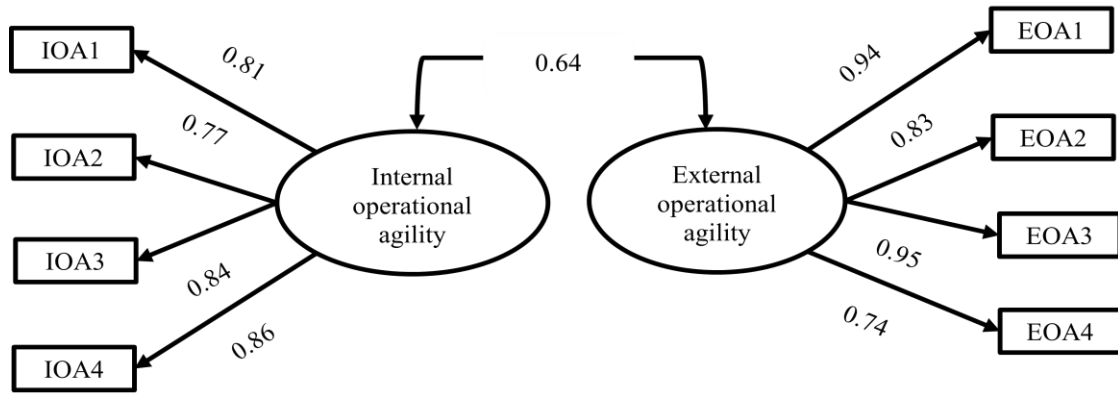 IOA1
0.81
0.77
IOA2
IOA3
0.84
0.86
IOA4
Internal
operational
agility
0.64
External
operational
agility
EOA1
0.94
0.83
EOA2
EOA3
0.95
0.74
EOA4